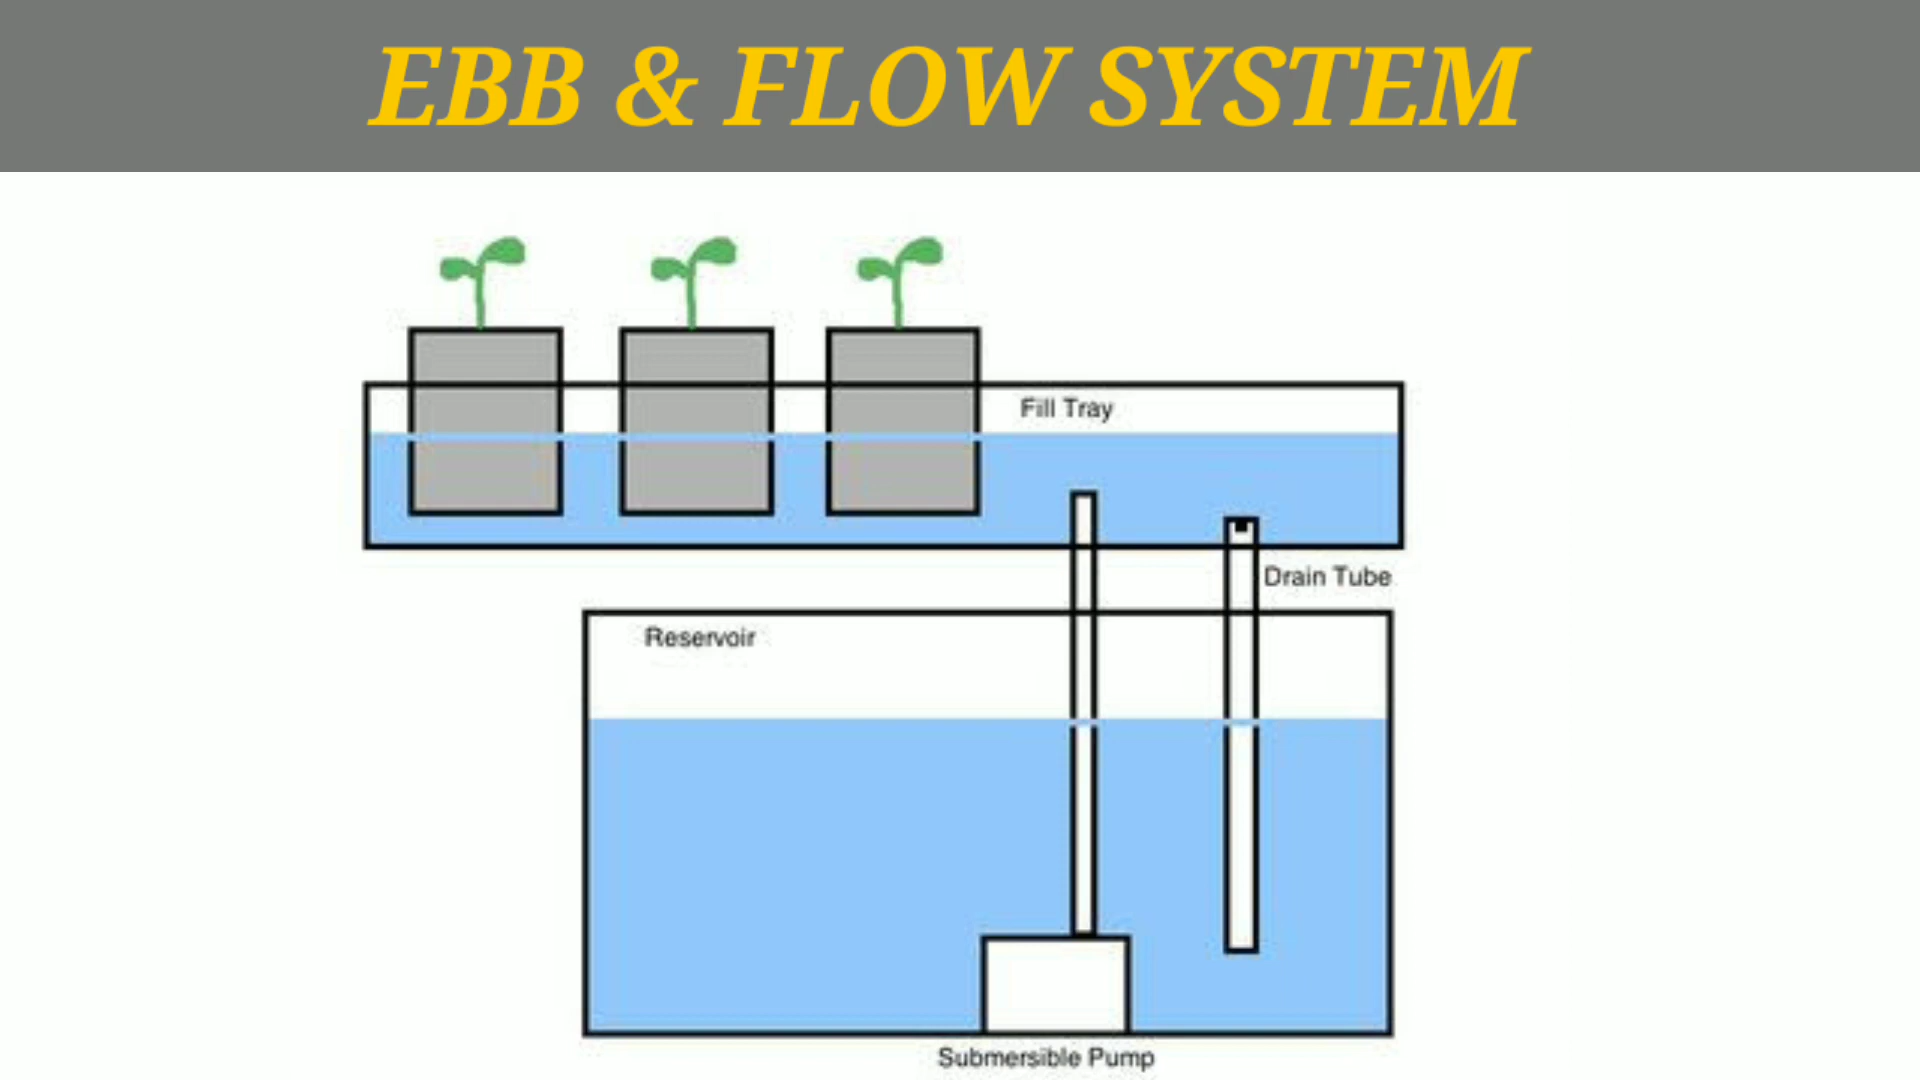 EBB & FLOW SYSTEM
Fill Tray
Drain Tube
Reservoir
Submersible Pump